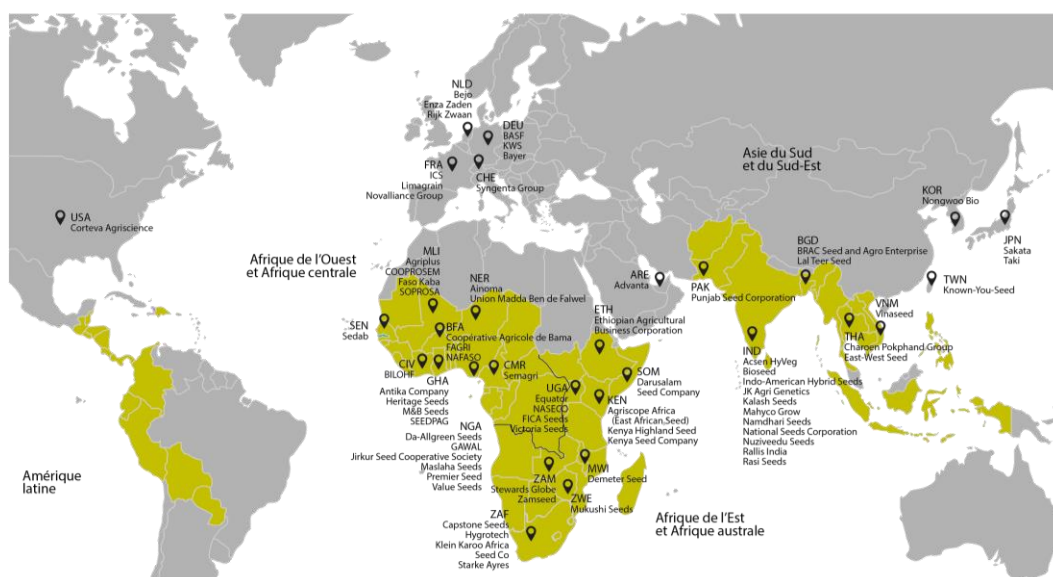 NLD
Bejo
Enza Zaden
Rijk Zwaan
DEU
BASF
KWS
Bayer
FRA
ICS
Limagrain
Novalliance Group
CHE
Syngenta Group
Asie du Sud
et du Sud-Est
KOR
Nongwoo Bio
JPN
Sakata
Taki
USA
Corteva Agriscience
Afrique de l'Ouest
et Afrique centrale
MLI
Agriplus
COOPROSEM
Faso Kaba
SOPROSA
NER
Ainoma
Union Madda Ben de Falwel
ARE
Advanta
PAK
Punjab Seed Corporation
BGD
BRAC Seed and Agro Enterprise
Lal Teer Seed
TWN
Known-You-Seed
VNM
Vinaseed
THA
Charoen Pokphand Group
East-West Seed
SEN
Sedab
BFA
Coopérative Agricole de Bama
FAGRI
NAFASO
ETH
Ethiopian Agricultural
Business Corporation
IND
Acsen HyVeg
Bioseed
Indo-American Hybrid Seeds
JK Agri Genetics
Kalash Seeds
Mahyco Grow
Namdhari Seeds
National Seeds Corporation
Nuziveedu Seeds
Rallis India
Rasi Seeds
CIV
BILOHF
GHA
Antika Company
Heritage Seeds
M&B Seeds
SEEDPAG
CMR
Semagri
UGA
Equator
NASECO
FICA Seeds
Victoria Seeds
SOM
Darusalam
Seed Company
KEN
Agriscope Africa
(East African Seed)
Kenya Highland Seed
Kenya Seed Company
NGA
Da-Allgreen Seeds
GAWAL
Jirkur Seed Cooperative Society
Maslaha Seeds
Premier Seed
Value Seeds
Amérique
latine
MWI
Demeter Seed
ZAM
Stewards Globe
Zamseed
ZWE
Mukushi Seeds
ZAF
Capstone Seeds
Hygrotech
Klein Karoo Africa
Seed Co
Starke Ayres
Afrique de l'Est
et Afrique australe